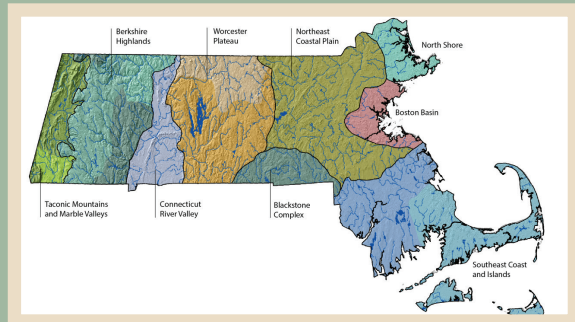 Berkshire
Highlands
Worcester
Plateau
Northeast
Coastal Plain
North Shore
Boston Basin
Taconic Mountains
and Marble Valleys
Connecticut
River Valley
Blackstone
Complex
Southeast Coast
and Islands